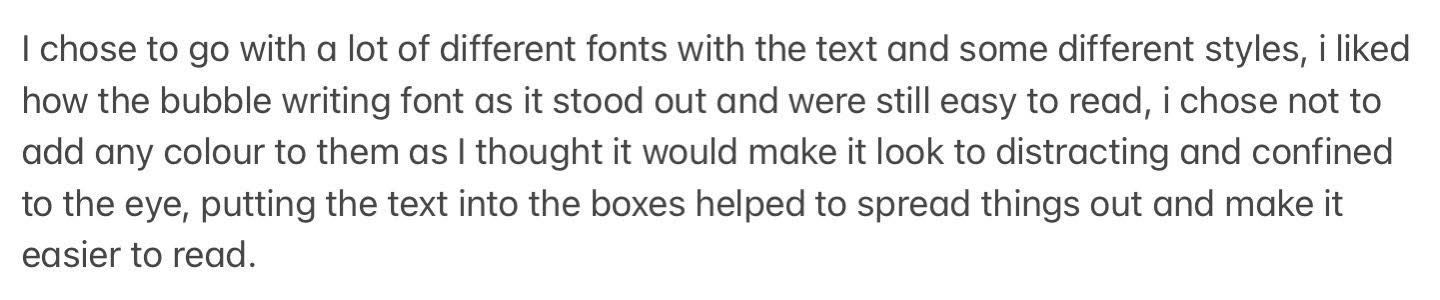 I chose to go with a lot of different fonts with the text and some different styles, i liked
how the bubble writing font as it stood out and were still easy to read, i chose not to
add any colour to them as I thought it would make it look to distracting and confined
to the eye, putting the text into the boxes helped to spread things out and make it
easier to read.